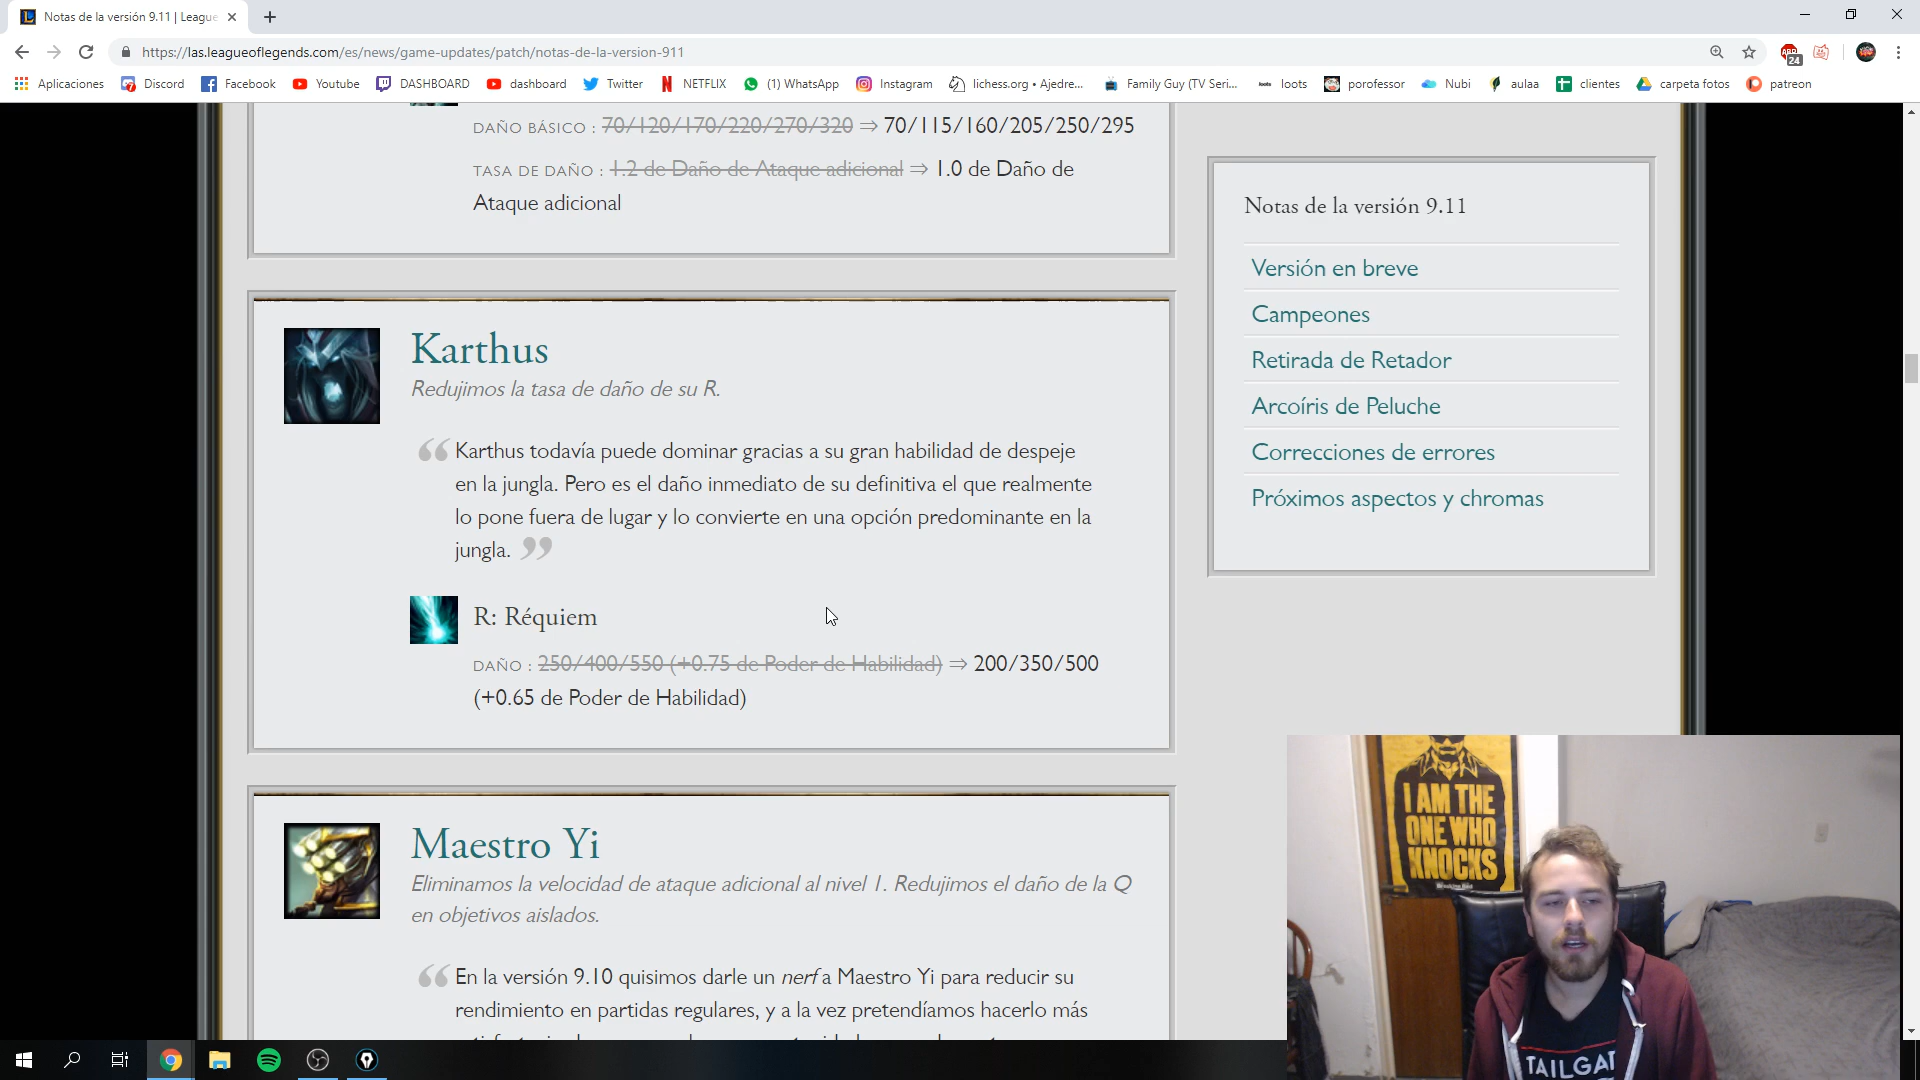 Notas de la versión 9.11 | League
https://las.leagueoflegends.com/es/news/game-updates/patch/notas-de-la-version-911
24
Aplicaciones Discord Facebook Youtube DASHBOARD dashboard Twitter NETFLIX (1) WhatsApp Instagram lichess.org • Ajedre... Family Guy (TV Seri... loots porofessor Nubi aulaa clientes carpeta fotos patreon
DAÑO BÁSICO : 70/120/170/220/270/320 ⇒ 70/115/160/205/250/295
TASA DE DAÑO : 1.2 de Daño de Ataque adicional ⇒ 1.0 de Daño de
Ataque adicional
Karthus
Redujimos la tasa de daño de su R.
“ Karthus todavía puede dominar gracias a su gran habilidad de despeje
en la jungla. Pero es el daño inmediato de su definitiva el que realmente
lo pone fuera de lugar y lo convierte en una opción predominante en la
jungla. ”
R: Réquiem
DAÑO : 250/400/550 (+0.75 de Poder de Habilidad) ⇒ 200/350/500
(+0.65 de Poder de Habilidad)
Maestro Yi
Eliminamos la velocidad de ataque adicional al nivel 1. Redujimos el daño de la Q
en objetivos aislados.
“ En la versión 9.10 quisimos darle un nerf a Maestro Yi para reducir su
rendimiento en partidas regulares, y a la vez pretendíamos hacerlo más
Notas de la versión 9.11
Versión en breve
Campeones
Retirada de Retador
Arcoíris de Peluche
Correcciones de errores
Próximos aspectos y chromas
I AM THE
ONE WHO
KNOCKS
TAILGAT